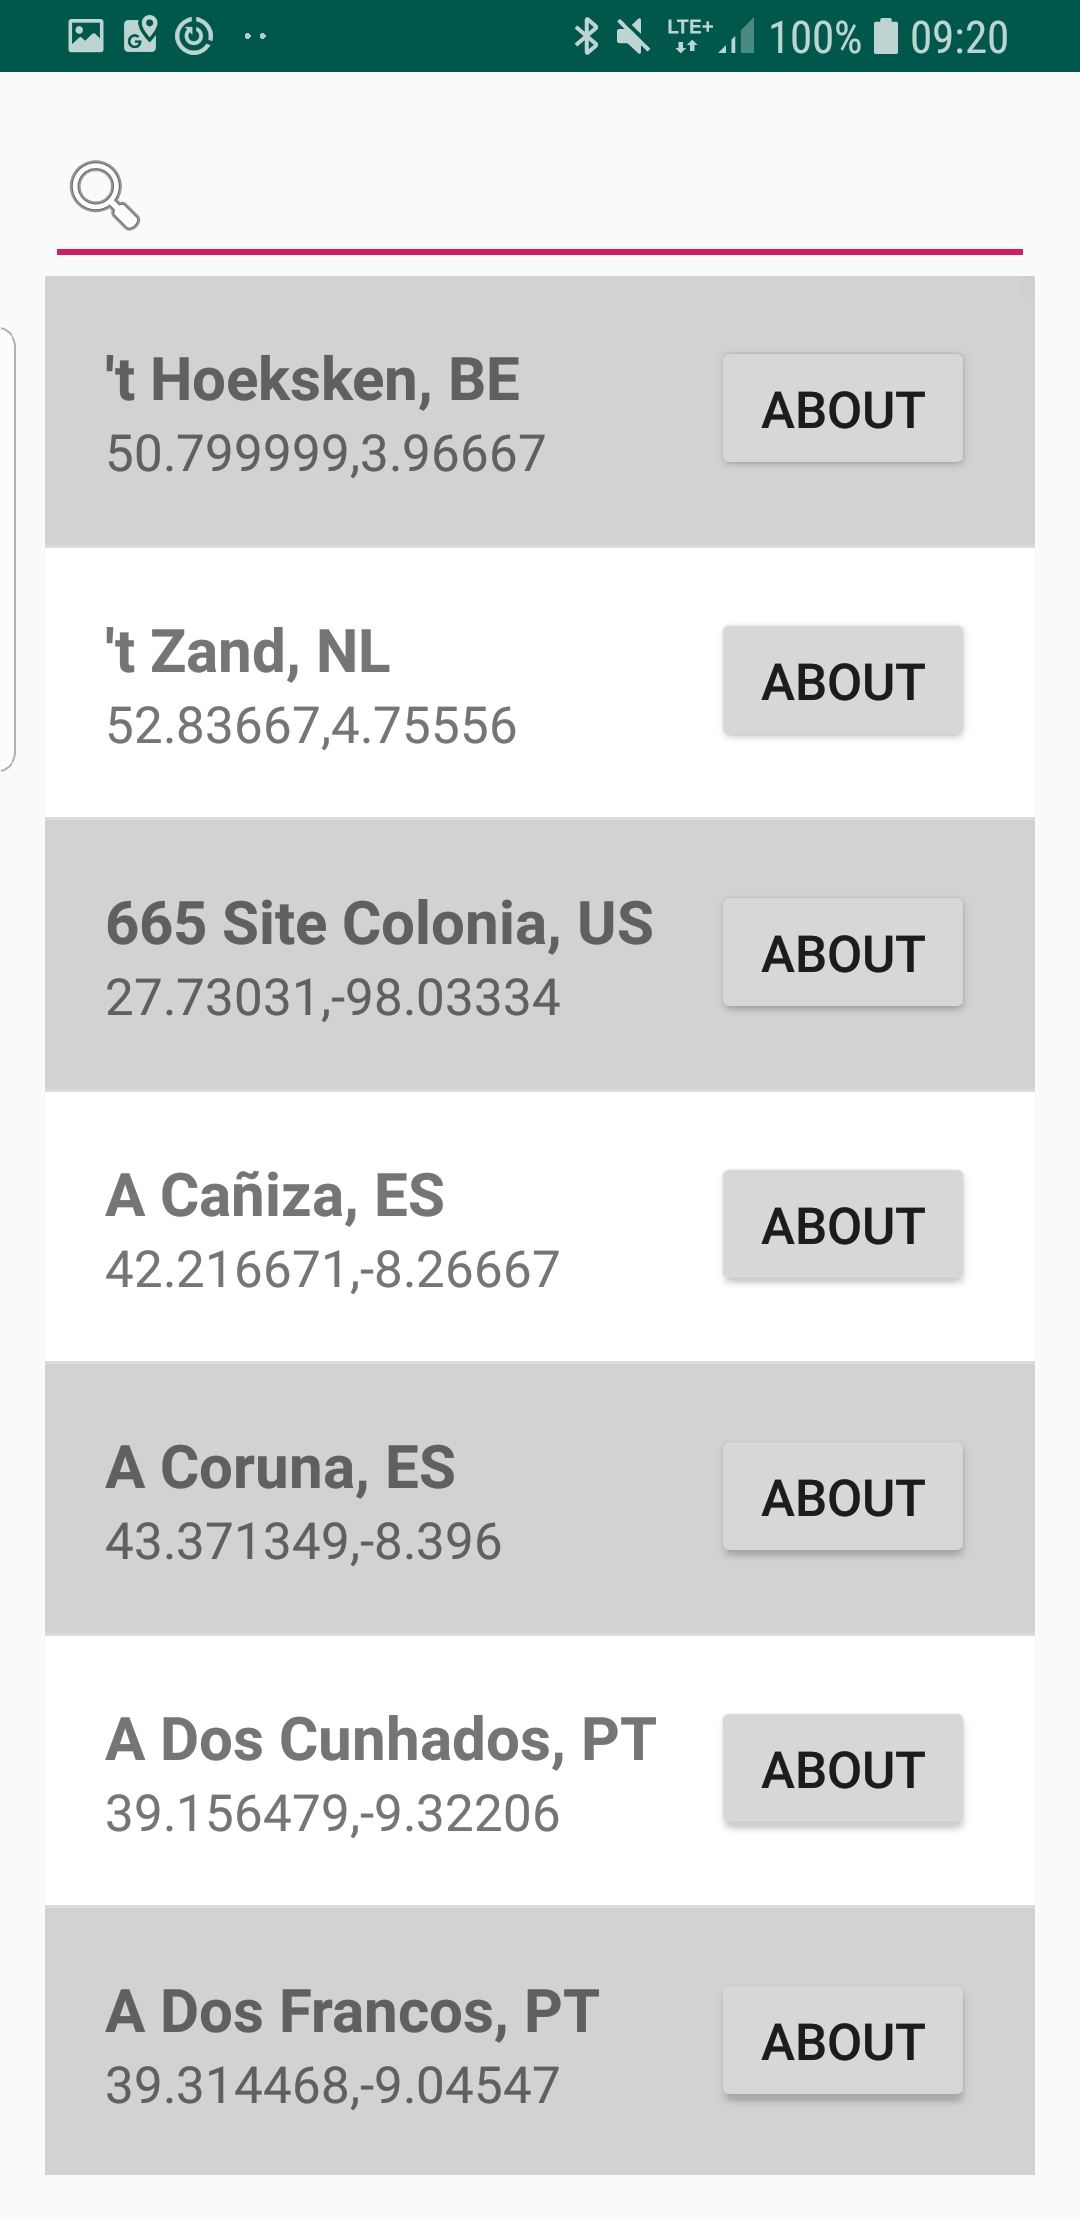 LTE+ 100% 09:20
't Hoeksken, BE
50.799999,3.96667
ABOUT
't Zand, NL
52.83667,4.75556
ABOUT
665 Site Colonia, US
27.73031,-98.03334
ABOUT
A Cañiza, ES
42.216671,-8.26667
ABOUT
A Coruna, ES
43.371349,-8.396
ABOUT
A Dos Cunhados, PT
39.156479,-9.32206
ABOUT
A Dos Francos, PT
39.314468,-9.04547
ABOUT